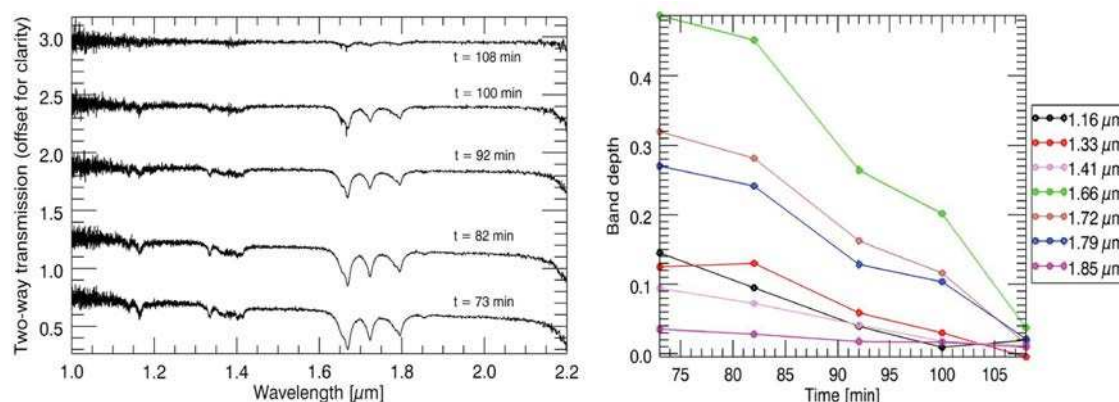 Two-way transmission (offset for clarity)
3.0
2.5
2.0
1.5
1.0
0.5
t = 108 min
t = 100 min
t = 92 min
t = 82 min
t = 73 min
1.0 1.2 1.4 1.6 1.8 2.0 2.2
Wavelength [µm]
Band depth
0.4
0.3
0.2
0.1
0.0
75 80 85 90 95 100 105
Time [min]
1.16 µm
1.33 µm
1.41 µm
1.66 µm
1.72 µm
1.79 µm
1.85 µm